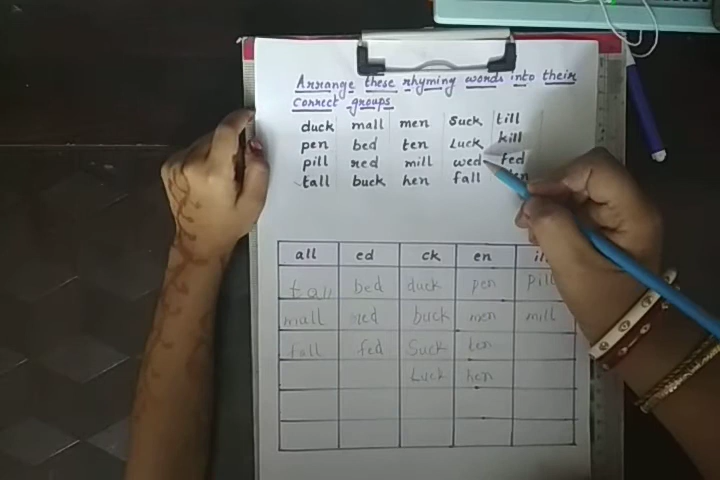 Arrange these rhyming words into their
correct groups
duck mall men Suck till
pen bed ten Luck kill
pill red mill wed fed
tall buck hen fall
all ed ck en
tall bed duck pen pill
mall red buck men mill
fall fed Suck ten
Luck hen